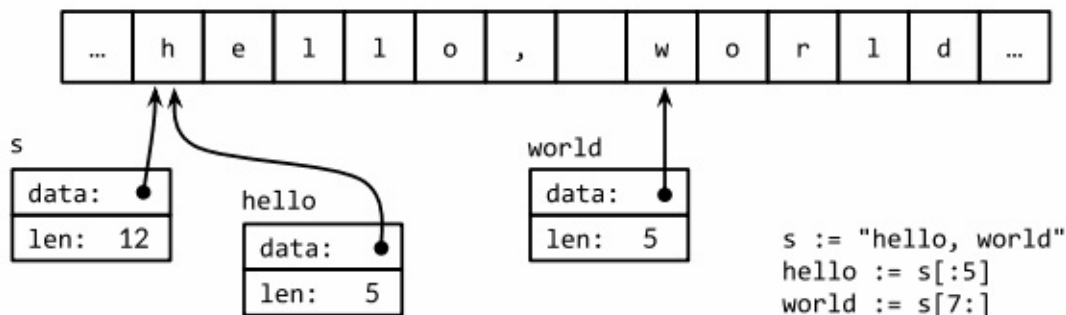 … h e l l o , w o r l d …
s
data:
len: 12
hello
data:
len: 5
world
data:
len: 5
s := "hello, world"
hello := s[:5]
world := s[7:]